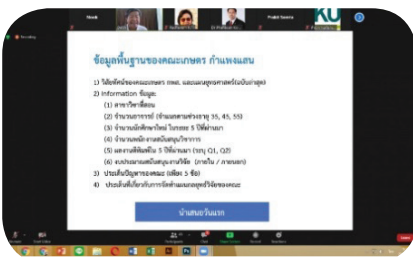 Recording
KU
ข้อมูลพื้นฐานของคณะเกษตร กำแพงแสน
1) วิสัยทัศน์ของคณะเกษตร กพส. และแผนยุทธศาสตร์(ฉบับล่าสุด)
2) Information ข้อมูล:
(1) สาขาวิชาที่สอน
(2) จำนวนอาจารย์ (จำแนกตามช่วงอายุ 35, 45, 55)
(3) จำนวนนักศึกษาใหม่ ในระยะ 5 ปีที่ผ่านมา
(4) จำนวนพนักงานสนับสนุนวิชาการ
(5) ผลงานตีพิมพ์ใน 5 ปีที่ผ่านมา (ระบุ Q1, Q2)
(6) งบประมาณสนับสนุนงานวิจัย (ภายใน / ภายนอก)
3) ประเด็นปัญหาของคณะ (เพียง 5 ข้อ)
4) ประเด็นที่เกี่ยวกับการจัดทำแผนกลยุทธ์วิจัยของคณะ
นำเสนอวันแรก